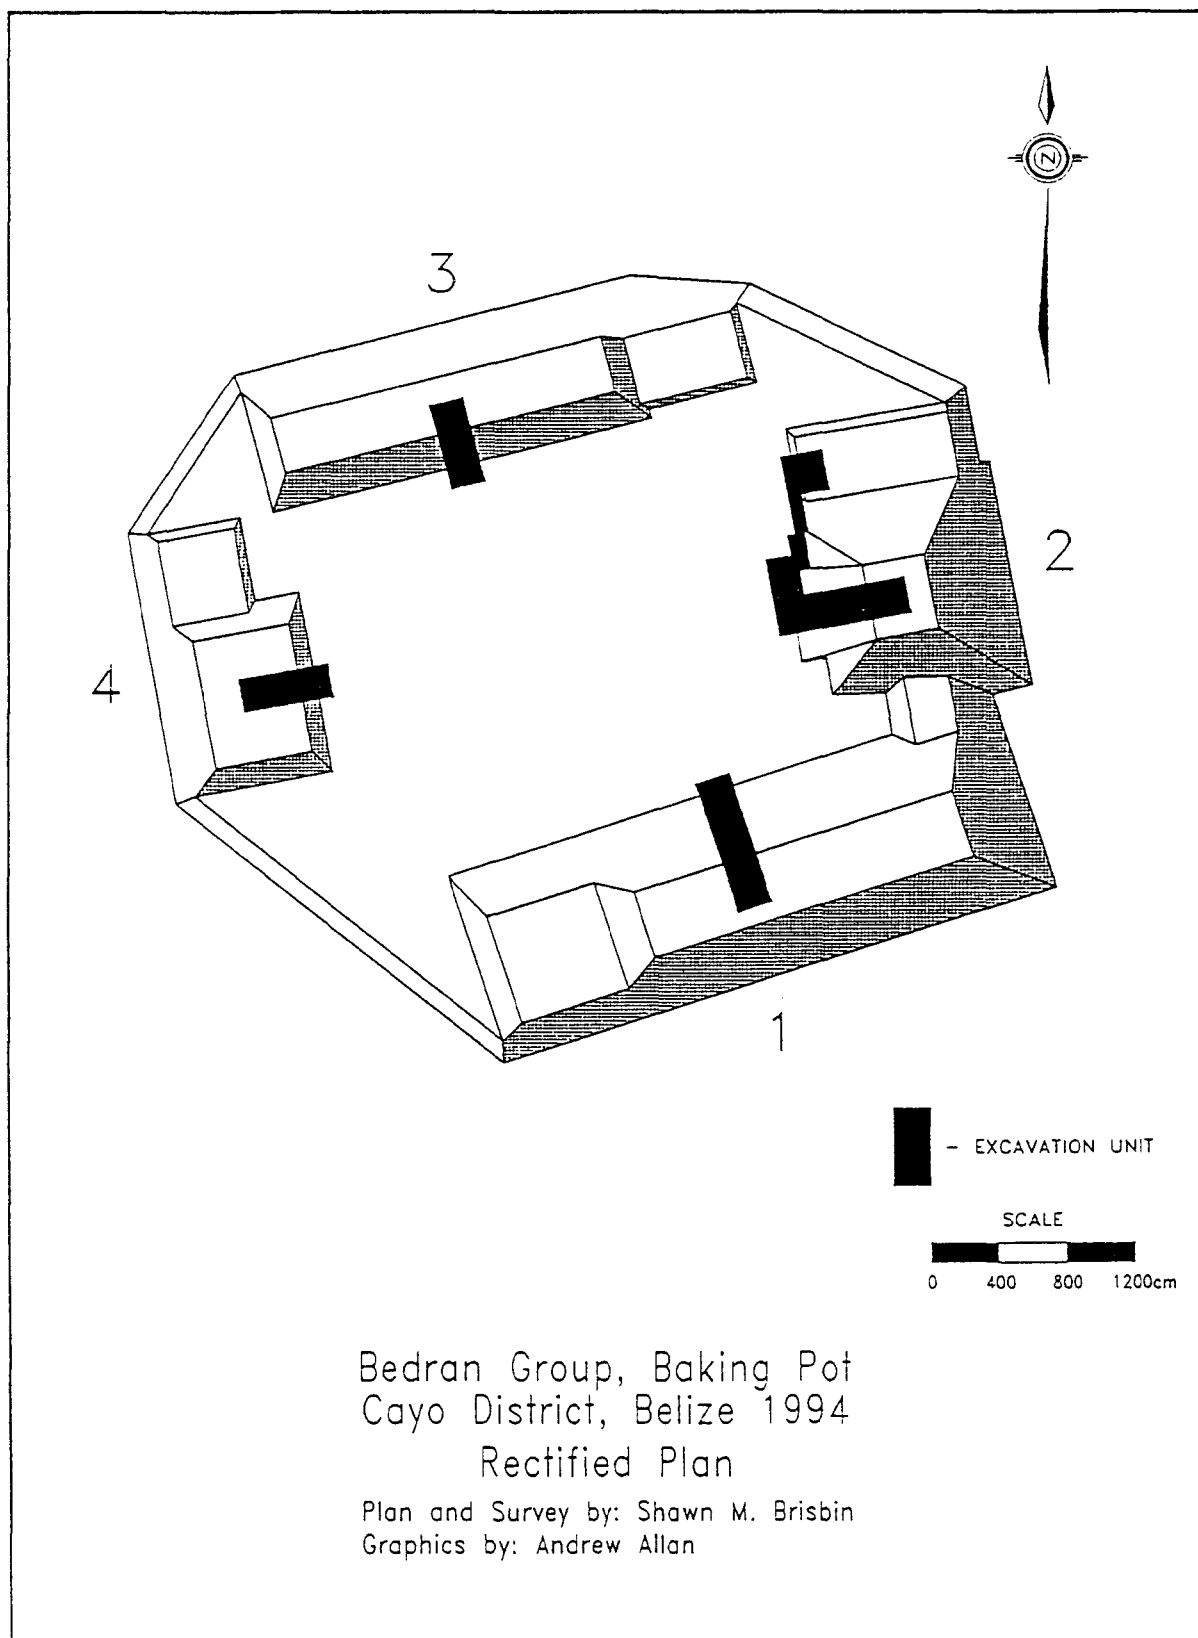 N
3
2
4
1
- EXCAVATION UNIT
SCALE
0 400 800 1200cm
Bedran Group, Baking Pot
Cayo District, Belize 1994
Rectified Plan
Plan and Survey by: Shawn M. Brisbin
Graphics by: Andrew Allan